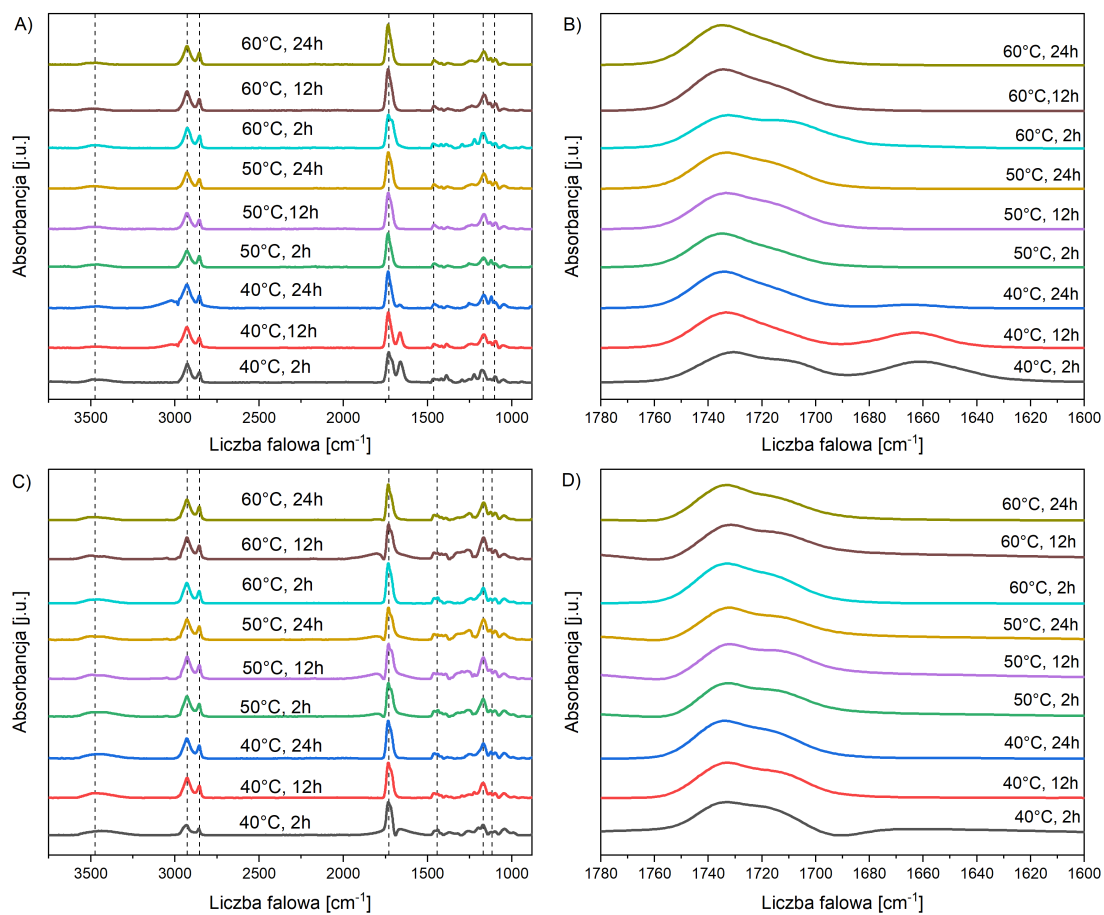 A)
60°C, 24h
60°C, 12h
60°C, 2h
50°C, 24h
50°C,12h
50°C, 2h
40°C, 24h
40°C,12h
40°C, 2h
Absorbancja [j.u.]
3500 3000 2500 2000 1500 1000
Liczba falowa [cm⁻¹]
B)
60°C, 24h
60°C,12h
60°C, 2h
50°C, 24h
50°C, 12h
50°C, 2h
40°C, 24h
40°C, 12h
40°C, 2h
Absorbancja [j.u.]
1780 1760 1740 1720 1700 1680 1660 1640 1620 1600
Liczba falowa [cm⁻¹]
C)
60°C, 24h
60°C, 12h
60°C, 2h
50°C, 24h
50°C, 12h
50°C, 2h
40°C, 24h
40°C, 12h
40°C, 2h
Absorbancja [j.u.]
3500 3000 2500 2000 1500 1000
Liczba falowa [cm⁻¹]
D)
60°C, 24h
60°C, 12h
60°C, 2h
50°C, 24h
50°C, 12h
50°C, 2h
40°C, 24h
40°C, 12h
40°C, 2h
Absorbancja [j.u.]
1780 1760 1740 1720 1700 1680 1660 1640 1620 1600
Liczba falowa [cm⁻¹]